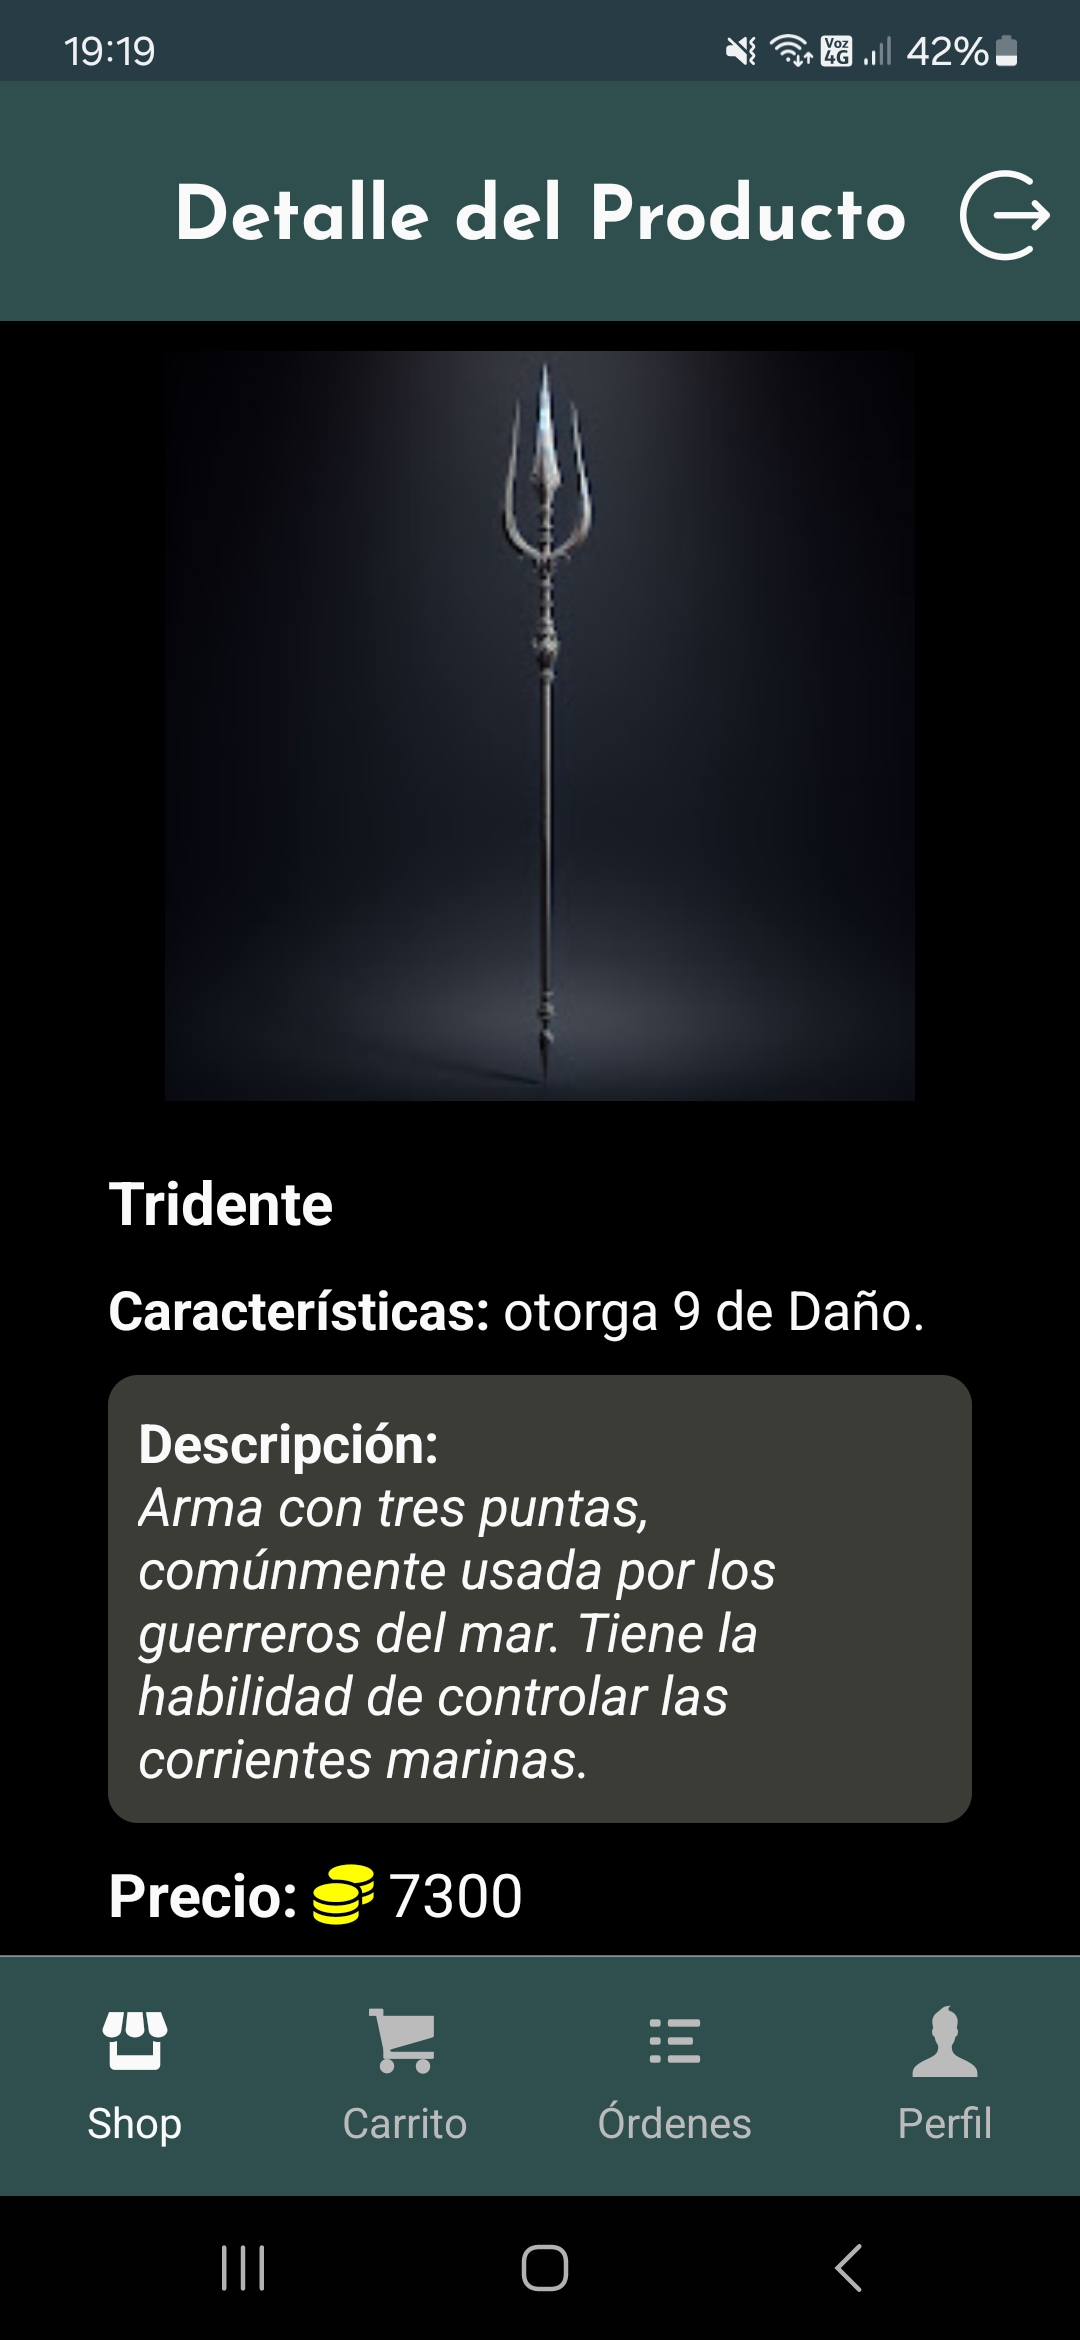 19:19
Voz 4G
42%
Detalle del Producto
Tridente
Características: otorga 9 de Daño.
Descripción:
Arma con tres puntas,
comúnmente usada por los
guerreros del mar. Tiene la
habilidad de controlar las
corrientes marinas.
Precio: 7300
Shop
Carrito
Órdenes
Perfil